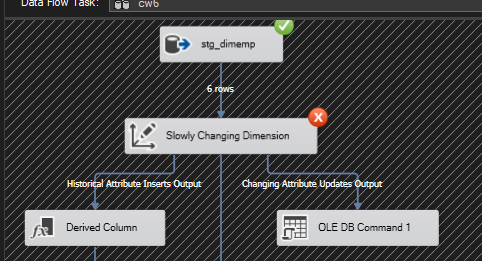 Data Flow Task: cw6
stg_dimemp
6 rows
Slowly Changing Dimension
Historical Attribute Inserts Output
Changing Attribute Updates Output
Derived Column
OLE DB Command 1